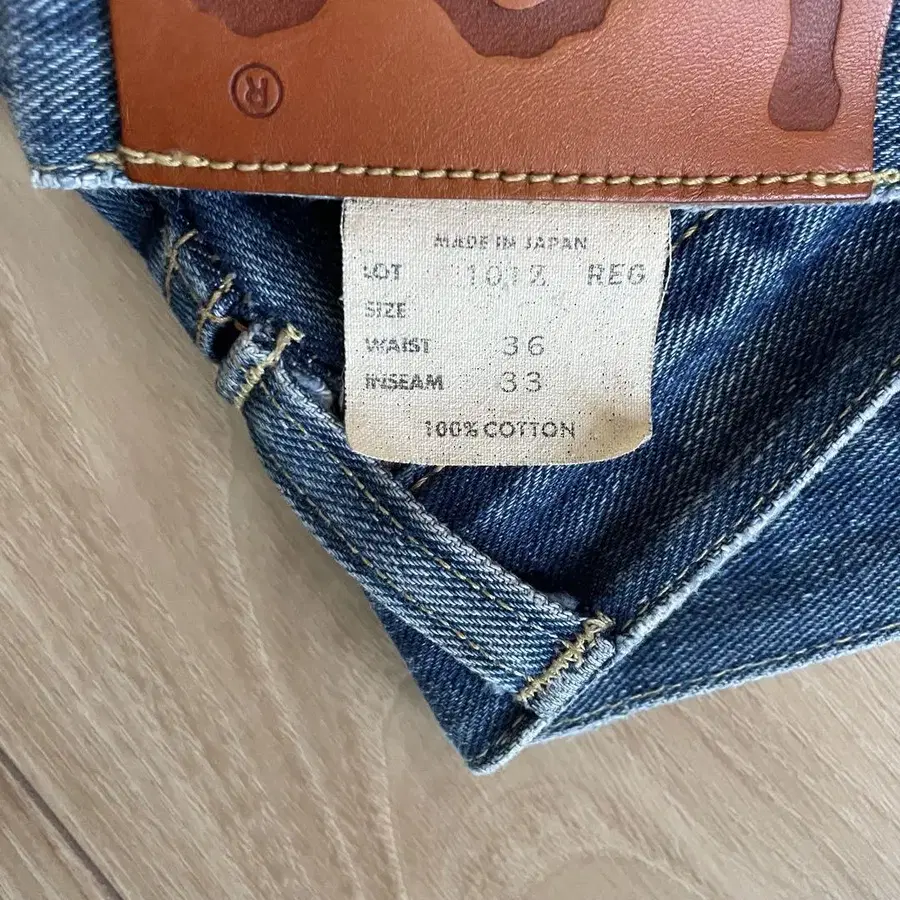 ®
MADE IN JAPAN
LOT 1012 REG
SIZE
WAIST 36
INSEAM 33
100% COTTON